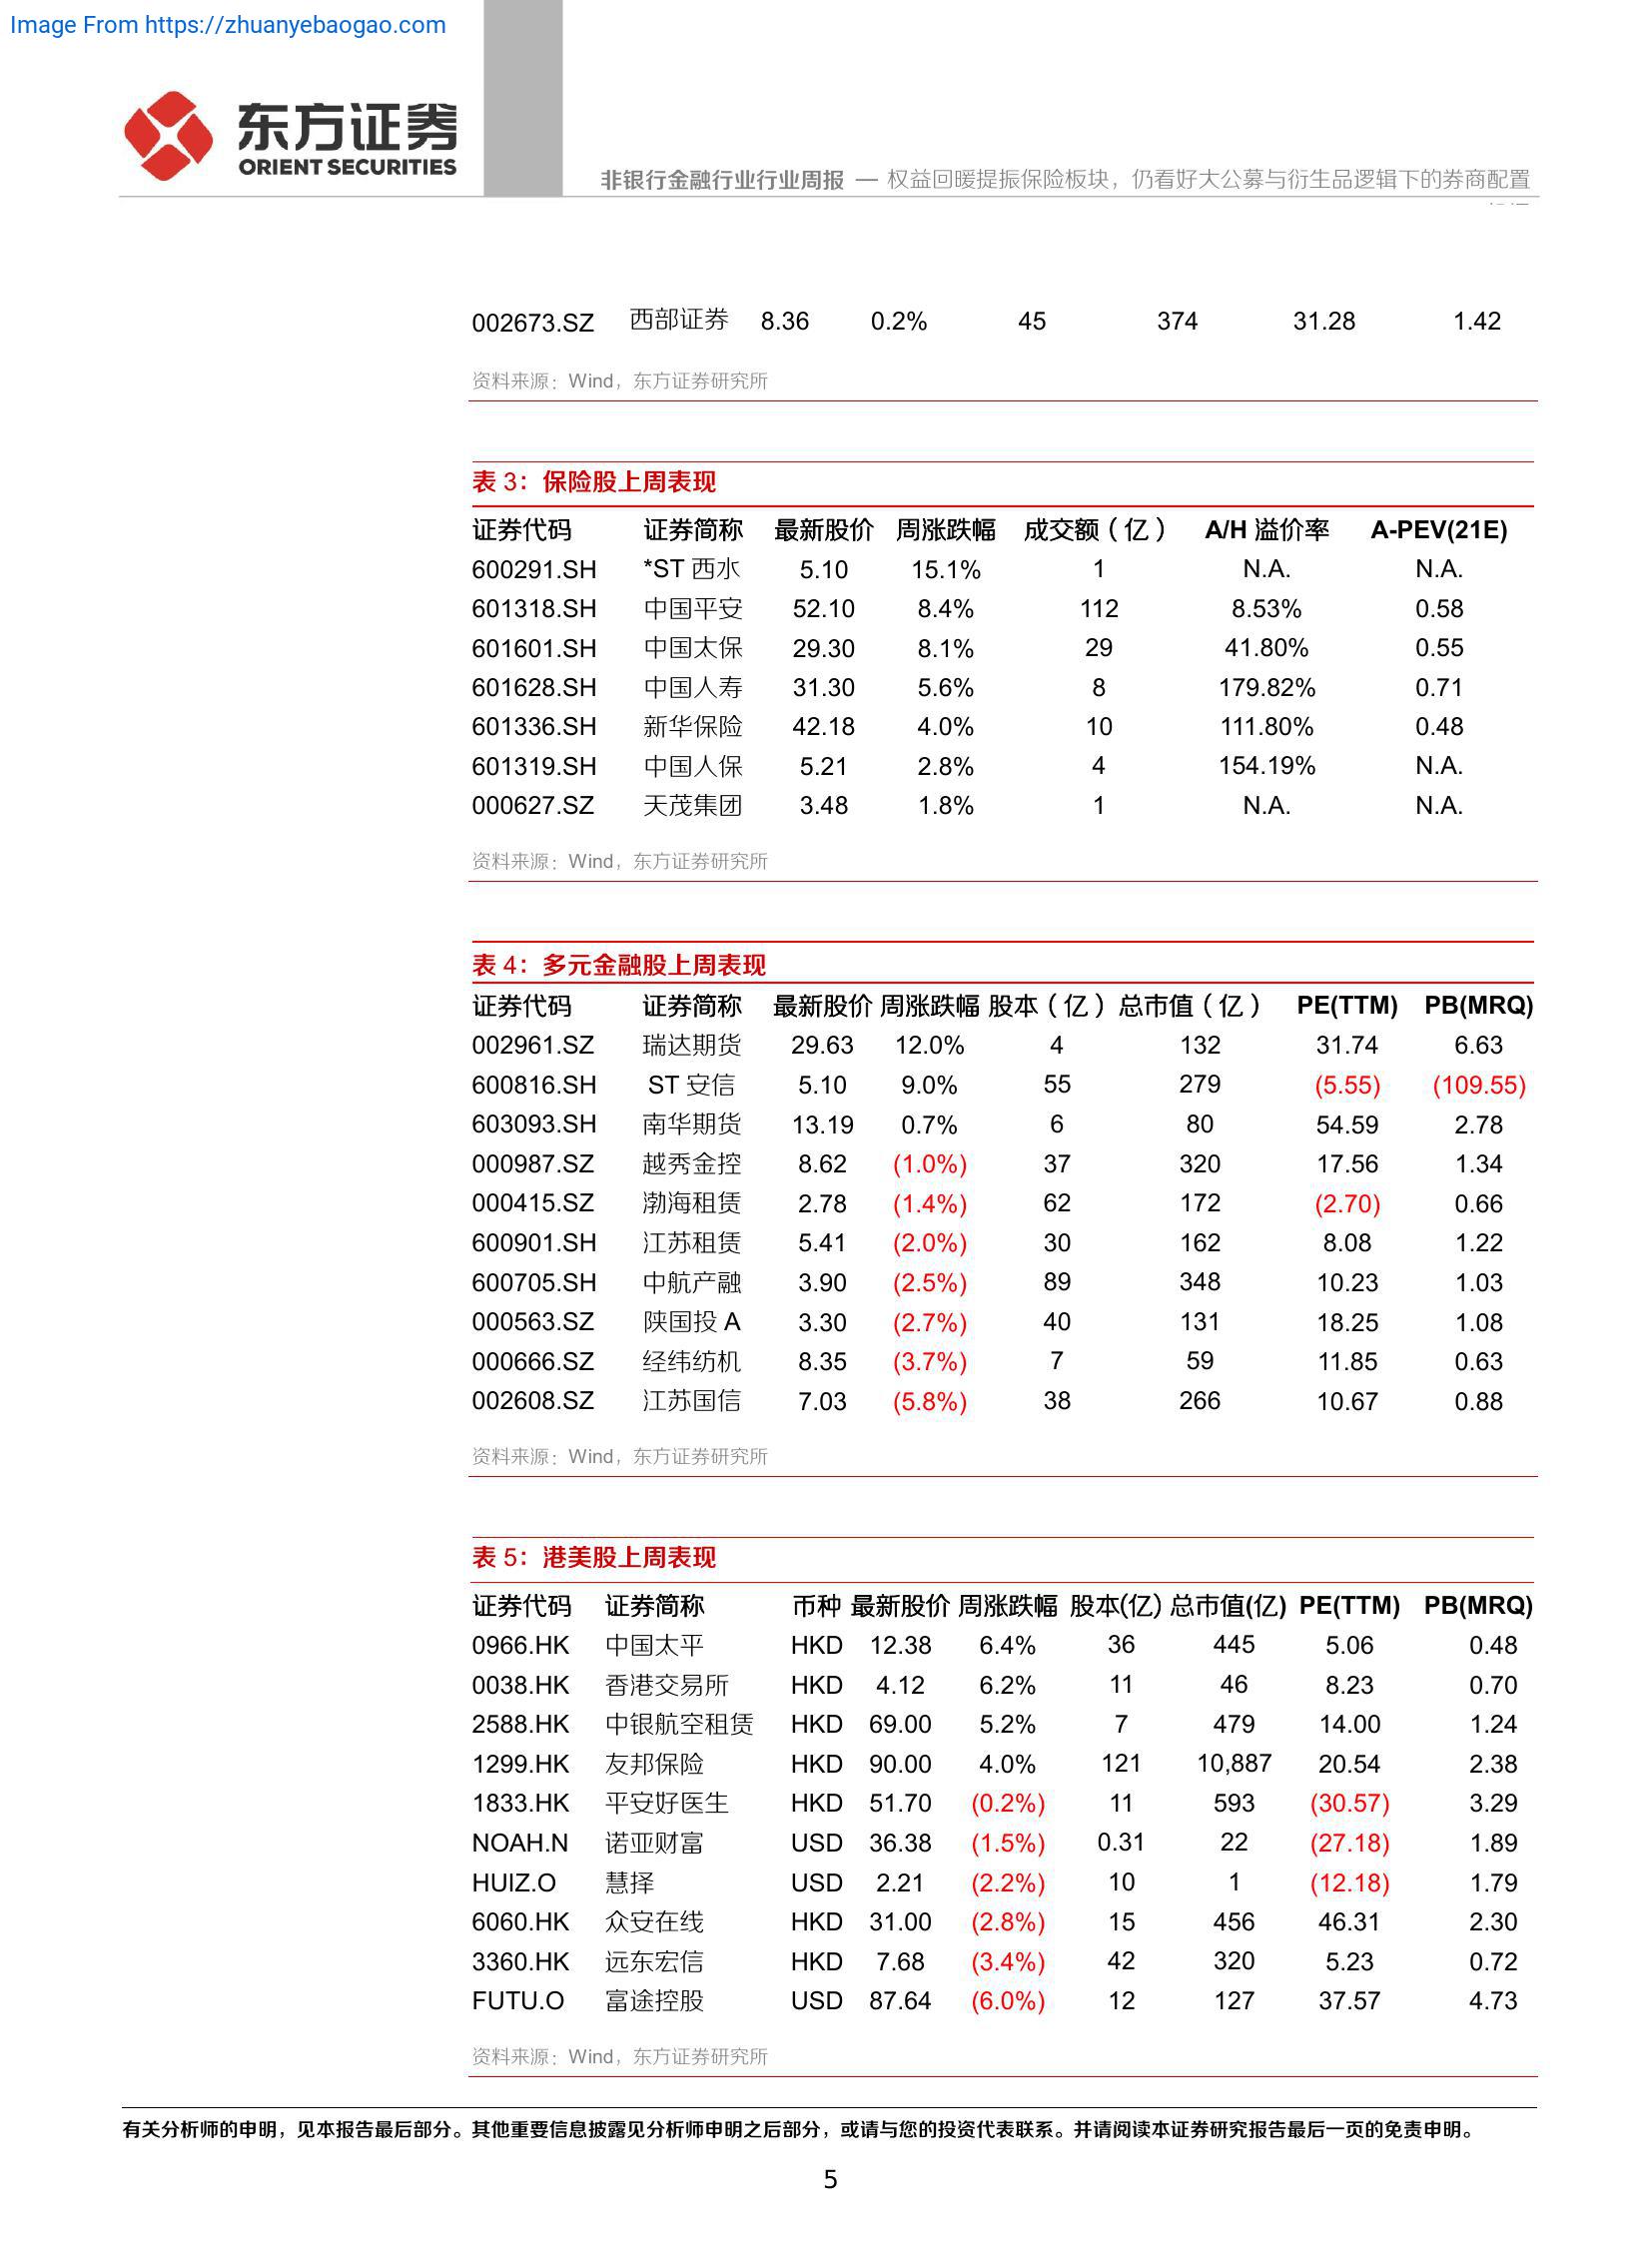 Image From https://zhuanyebaogao.com
东方证券
ORIENT SECURITIES
非银行金融行业行业周报 — 权益回暖提振保险板块，仍看好大公募与衍生品逻辑下的券商配置
002673.SZ 西部证券 8.36 0.2% 45 374 31.28 1.42
资料来源：Wind，东方证券研究所
表 3：保险股上周表现
证券代码 证券简称 最新股价 周涨跌幅 成交额（亿） A/H 溢价率 A-PEV(21E)
600291.SH *ST 西水 5.10 15.1% 1 N.A. N.A.
601318.SH 中国平安 52.10 8.4% 112 8.53% 0.58
601601.SH 中国太保 29.30 8.1% 29 41.80% 0.55
601628.SH 中国人寿 31.30 5.6% 8 179.82% 0.71
601336.SH 新华保险 42.18 4.0% 10 111.80% 0.48
601319.SH 中国人保 5.21 2.8% 4 154.19% N.A.
000627.SZ 天茂集团 3.48 1.8% 1 N.A. N.A.
资料来源：Wind，东方证券研究所
表 4：多元金融股上周表现
证券代码 证券简称 最新股价 周涨跌幅 股本（亿） 总市值（亿） PE(TTM) PB(MRQ)
002961.SZ 瑞达期货 29.63 12.0% 4 132 31.74 6.63
600816.SH ST 安信 5.10 9.0% 55 279 (5.55) (109.55)
603093.SH 南华期货 13.19 0.7% 6 80 54.59 2.78
000987.SZ 越秀金控 8.62 (1.0%) 37 320 17.56 1.34
000415.SZ 渤海租赁 2.78 (1.4%) 62 172 (2.70) 0.66
600901.SH 江苏租赁 5.41 (2.0%) 30 162 8.08 1.22
600705.SH 中航产融 3.90 (2.5%) 89 348 10.23 1.03
000563.SZ 陕国投 A 3.30 (2.7%) 40 131 18.25 1.08
000666.SZ 经纬纺机 8.35 (3.7%) 7 59 11.85 0.63
002608.SZ 江苏国信 7.03 (5.8%) 38 266 10.67 0.88
资料来源：Wind，东方证券研究所
表 5：港美股上周表现
证券代码 证券简称 币种 最新股价 周涨跌幅 股本(亿) 总市值(亿) PE(TTM) PB(MRQ)
0966.HK 中国太平 HKD 12.38 6.4% 36 445 5.06 0.48
0038.HK 香港交易所 HKD 4.12 6.2% 11 46 8.23 0.70
2588.HK 中银航空租赁 HKD 69.00 5.2% 7 479 14.00 1.24
1299.HK 友邦保险 HKD 90.00 4.0% 121 10,887 20.54 2.38
1833.HK 平安好医生 HKD 51.70 (0.2%) 11 593 (30.57) 3.29
NOAH.N 诺亚财富 USD 36.38 (1.5%) 0.31 22 (27.18) 1.89
HUIZ.O 慧择 USD 2.21 (2.2%) 10 1 (12.18) 1.79
6060.HK 众安在线 HKD 31.00 (2.8%) 15 456 46.31 2.30
3360.HK 远东宏信 HKD 7.68 (3.4%) 42 320 5.23 0.72
FUTU.O 富途控股 USD 87.64 (6.0%) 12 127 37.57 4.73
资料来源：Wind，东方证券研究所
有关分析师的申明，见本报告最后部分。其他重要信息披露见分析师申明之后部分，或请与您的投资代表联系。并请阅读本证券研究报告最后一页的免责申明。
5